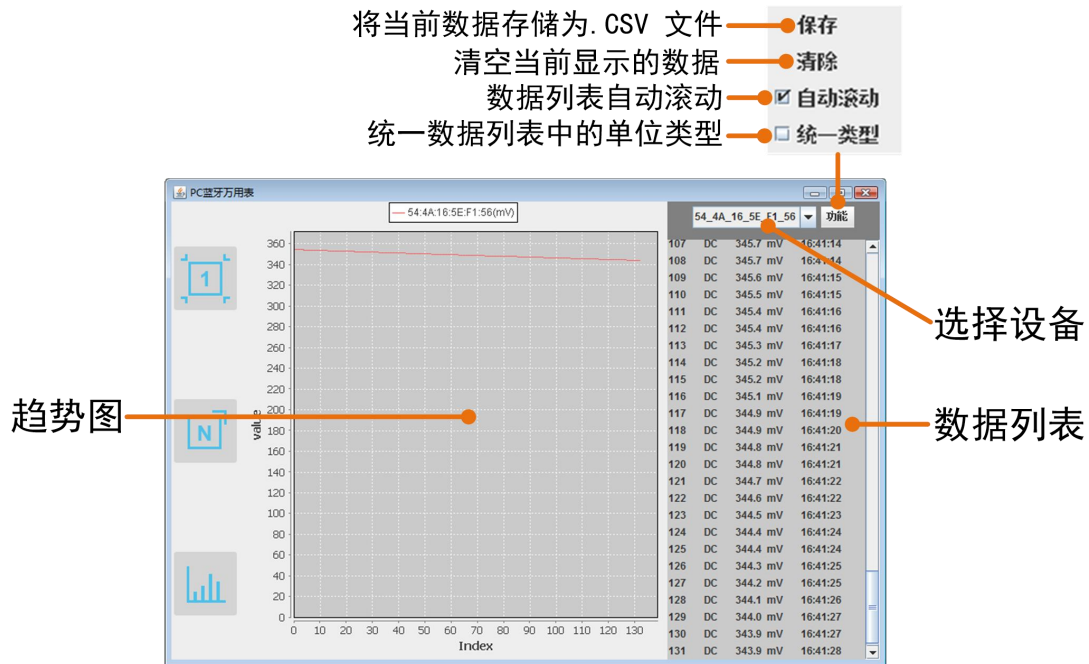 将当前数据存储为.CSV 文件
保存
清空当前显示的数据
清除
数据列表自动滚动
自动滚动
统一数据列表中的单位类型
统一类型
PC蓝牙万用表
54:4A:16:5E:F1:56(mV)
54_4A_16_5E_F1_56
功能
1
N
趋势图
value
360
340
320
300
280
260
240
220
200
180
160
140
120
100
80
60
40
20
0
0 10 20 30 40 50 60 70 80 90 100 110 120 130
Index
107 DC 345.7 mV 16:41:14
108 DC 345.7 mV 16:41:14
109 DC 345.6 mV 16:41:15
110 DC 345.5 mV 16:41:15
111 DC 345.4 mV 16:41:16
112 DC 345.4 mV 16:41:16
113 DC 345.3 mV 16:41:17
114 DC 345.2 mV 16:41:18
115 DC 345.2 mV 16:41:18
116 DC 345.1 mV 16:41:19
117 DC 344.9 mV 16:41:19
118 DC 344.9 mV 16:41:20
119 DC 344.8 mV 16:41:21
120 DC 344.8 mV 16:41:21
121 DC 344.7 mV 16:41:22
122 DC 344.6 mV 16:41:22
123 DC 344.5 mV 16:41:23
124 DC 344.4 mV 16:41:24
125 DC 344.4 mV 16:41:24
126 DC 344.3 mV 16:41:25
127 DC 344.2 mV 16:41:25
128 DC 344.1 mV 16:41:26
129 DC 344.0 mV 16:41:27
130 DC 343.9 mV 16:41:27
131 DC 343.9 mV 16:41:28
选择设备
数据列表